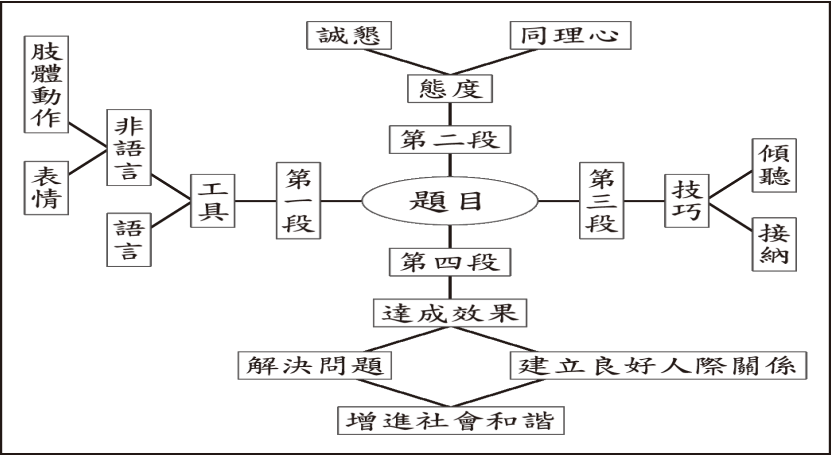 題目
第一段
工具
語言
非語言
表情
肢體動作
第二段
態度
誠懇
同理心
第三段
技巧
傾聽
接納
第四段
達成效果
解決問題
建立良好人際關係
增進社會和諧